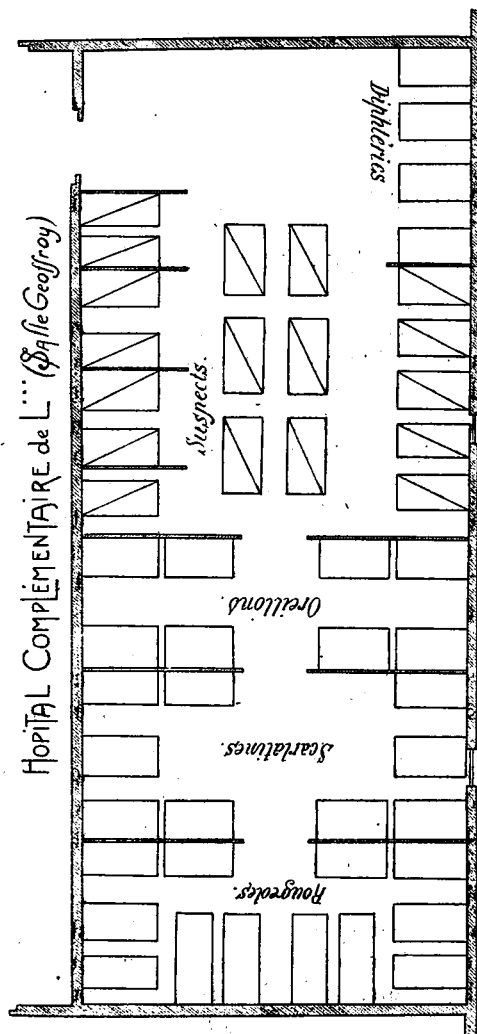 HOPITAL COMPLÉMENTAIRE de L**** (Salle Geoffroy)
Diphtéries
Suspects.
Oreillons.
Scarlatines.
Rougeoles.